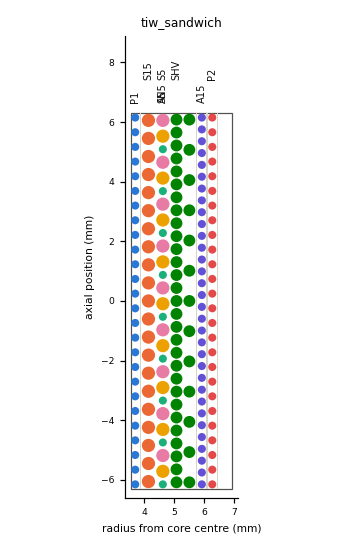 tiw_sandwich
P1
S15
S5
SHV
A15
P2
8
6
4
2
0
−2
−4
−6
4
5
6
7
axial position (mm)
radius from core centre (mm)